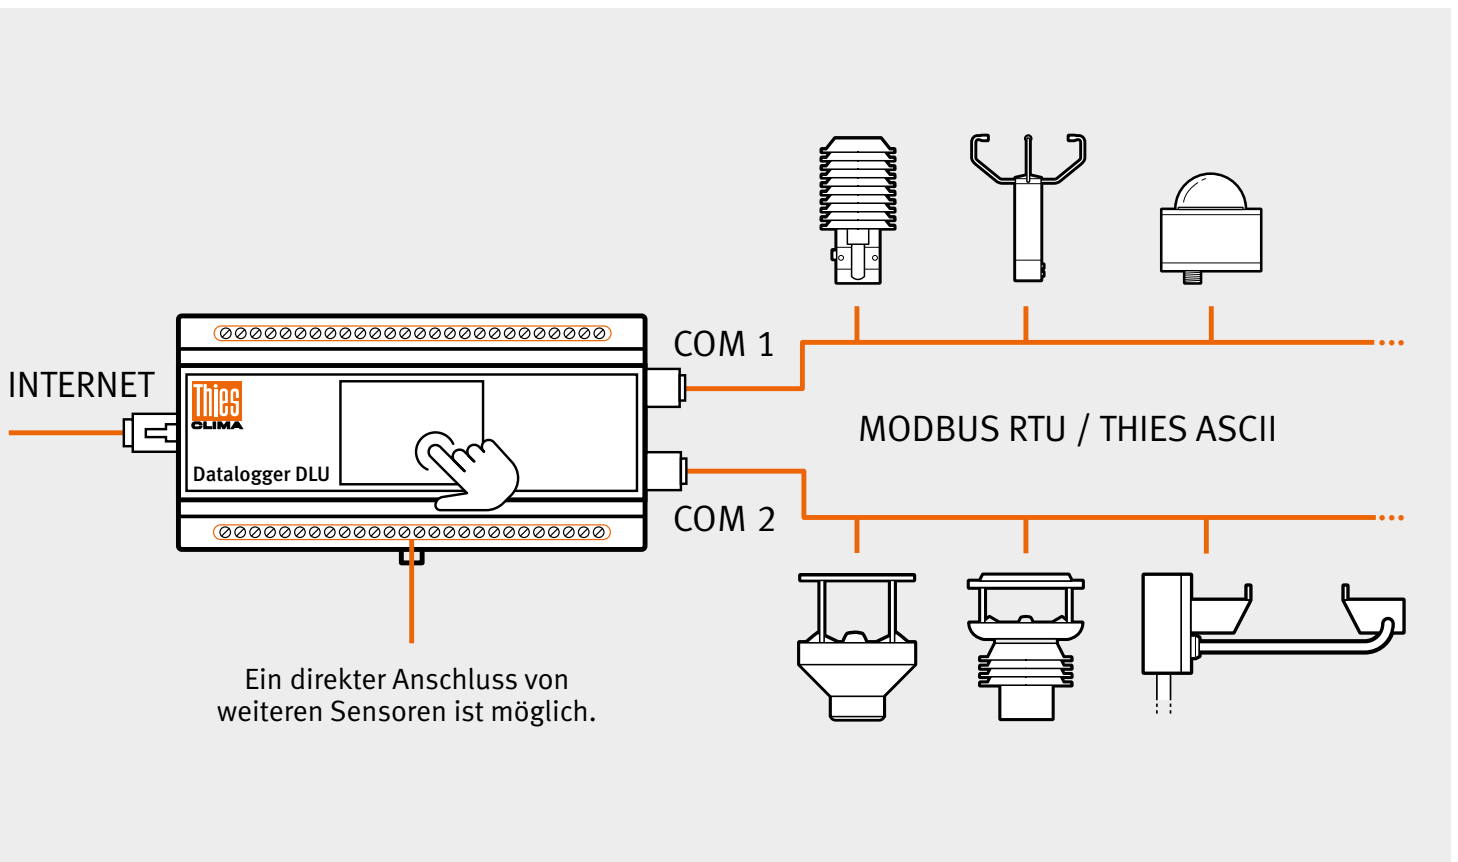 INTERNET
Thies
CLIMA
Datalogger DLU
COM 1
COM 2
MODBUS RTU / THIES ASCII
Ein direkter Anschluss von
weiteren Sensoren ist möglich.